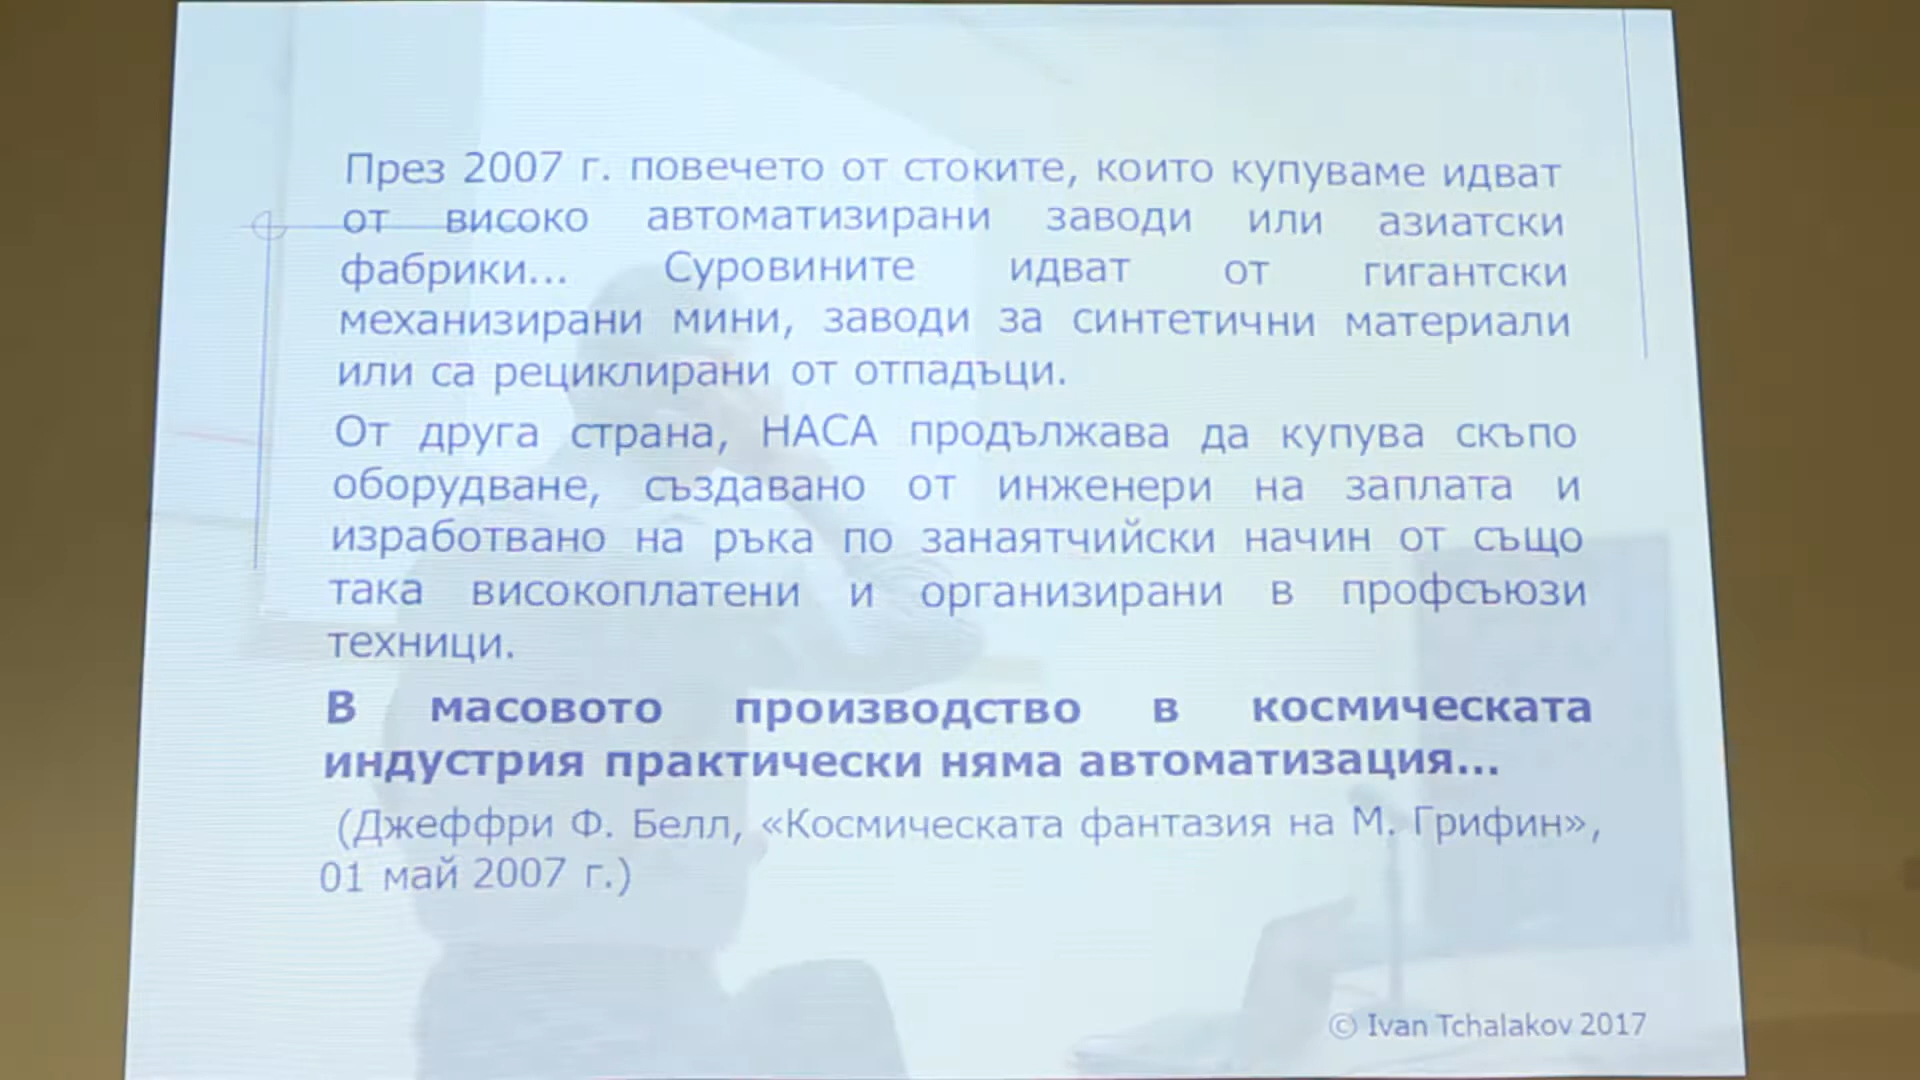 През 2007 г. повечето от стоките, които купуваме идват
от високо автоматизирани заводи или азиатски
фабрики... Суровините идват от гигантски
механизирани мини, заводи за синтетични материали
или са рециклирани от отпадъци.
От друга страна, НАСА продължава да купува скъпо
оборудване, създавано от инженери на заплата и
изработвано на ръка по занаятчийски начин от също
така високоплатени и организирани в профсъюзи
техници.
В масовото производство в космическата
индустрия практически няма автоматизация...
(Джеффри Ф. Белл, «Космическата фантазия на М. Грифин»,
01 май 2007 г.)
© Ivan Tchalakov 2017